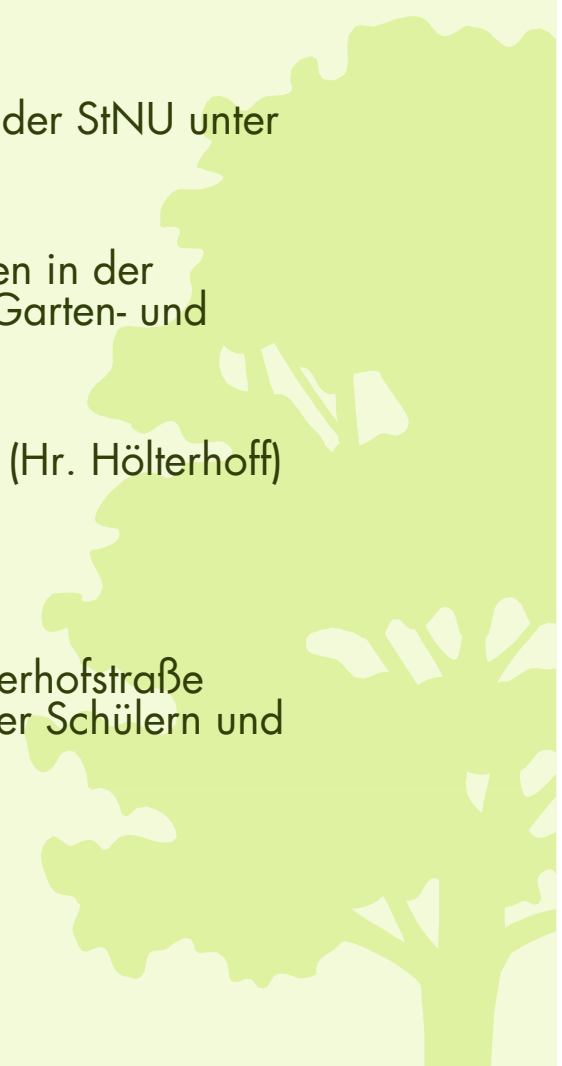 der StNU unter
en in der
Garten- und
(Hr. Hölterhoff)
erhofstraße
er Schülern und